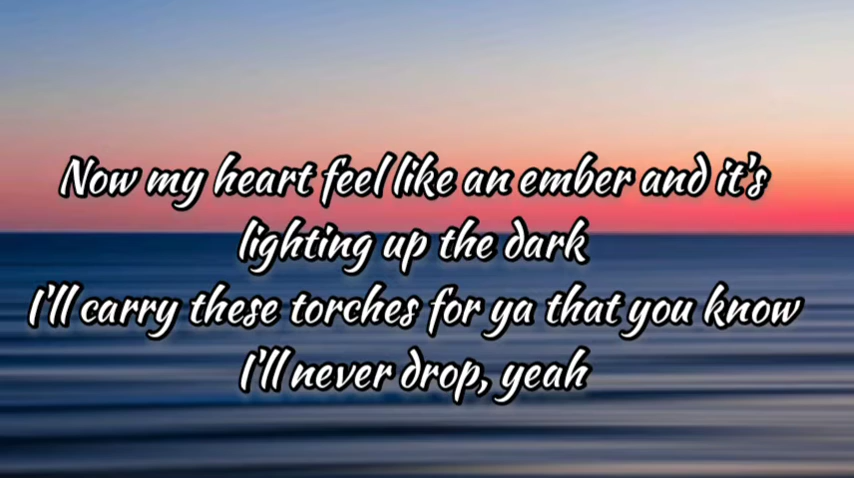 Now my heart feel like an ember and it's
lighting up the dark
I'll carry these torches for ya that you know
I'll never drop, yeah